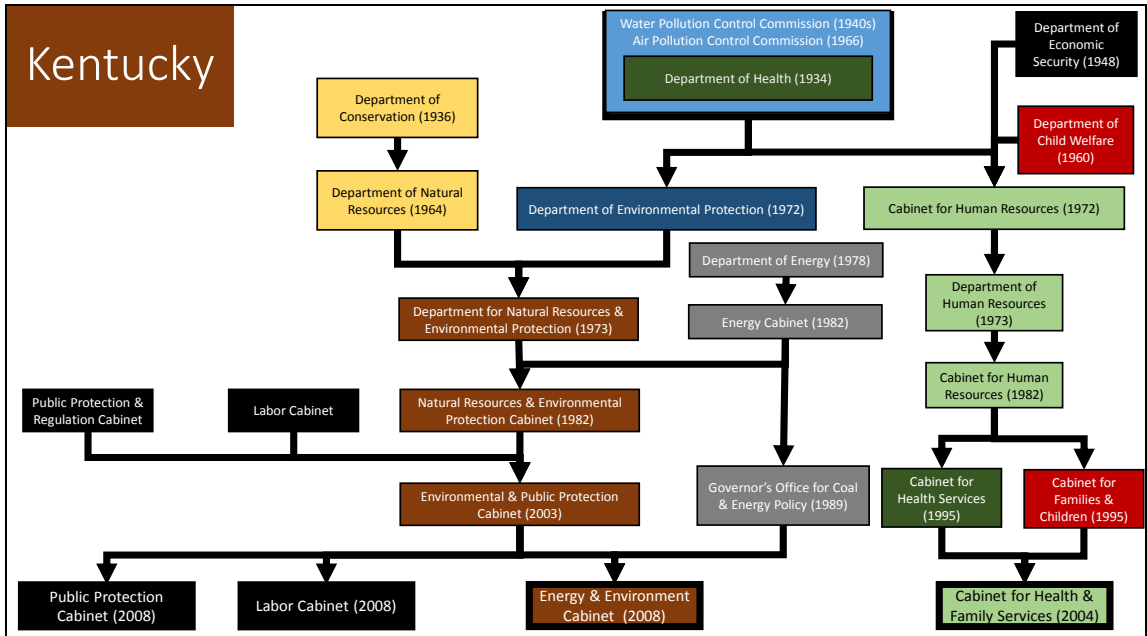 Kentucky
Water Pollution Control Commission (1940s)
Air Pollution Control Commission (1966)
Department of Health (1934)
Department of
Economic
Security (1948)
Department of
Conservation (1936)
Department of
Child Welfare
(1960)
Department of Natural
Resources (1964)
Department of Environmental Protection (1972)
Cabinet for Human Resources (1972)
Department of Energy (1978)
Department for Natural Resources &
Environmental Protection (1973)
Energy Cabinet (1982)
Department of
Human Resources
(1973)
Public Protection
& Regulation Cabinet
Labor Cabinet
Natural Resources & Environmental
Protection Cabinet (1982)
Cabinet for Human
Resources (1982)
Environmental & Public Protection
Cabinet (2003)
Governor's Office for Coal
& Energy Policy (1989)
Cabinet for
Health Services
(1995)
Cabinet for
Families &
Children (1995)
Public Protection
Cabinet (2008)
Labor Cabinet (2008)
Energy & Environment
Cabinet (2008)
Cabinet for Health &
Family Services (2004)